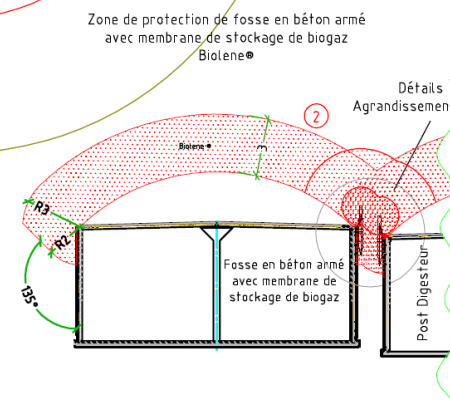 Zone de protection de fosse en béton armé
avec membrane de stockage de biogaz
Biolene®
Détails
Agrandissemen
2
Biolene®
3
R3
R2
135°
Fosse en béton armé
avec membrane de
stockage de biogaz
Post Digesteur